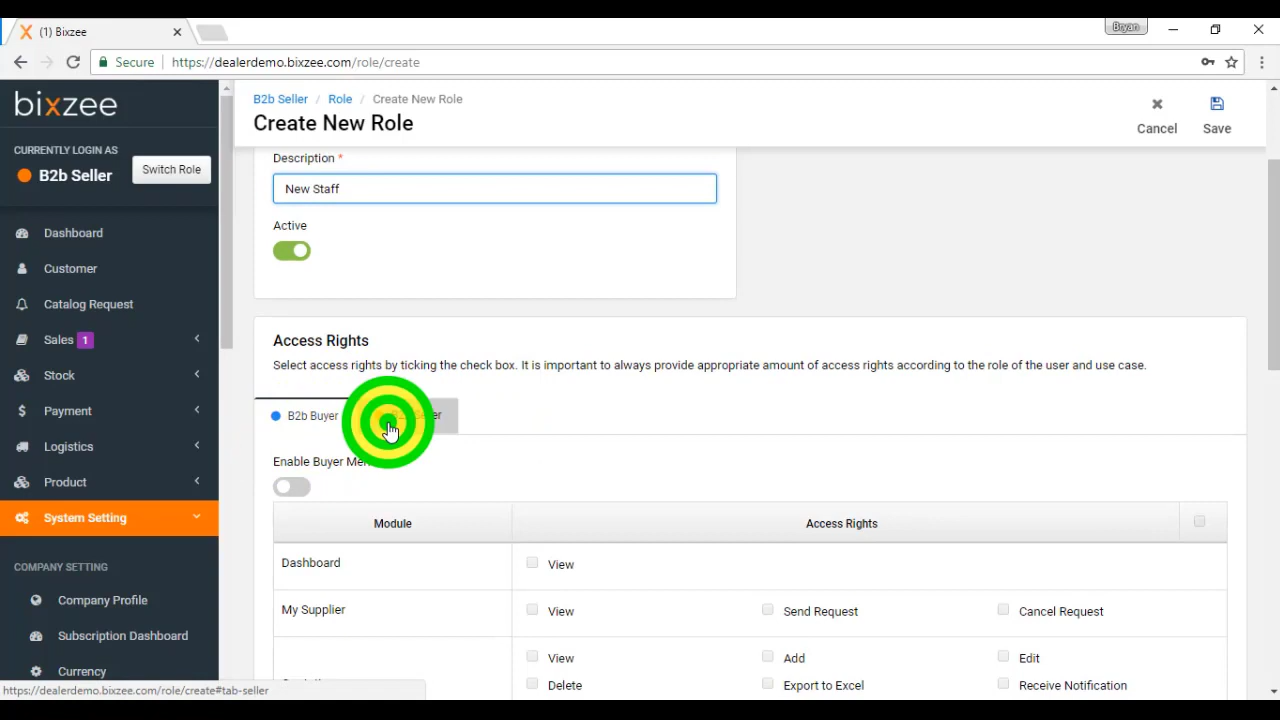 (1) Bixzee
Bryan
Secure
https://dealerdemo.bixzee.com/role/create
bixzee
CURRENTLY LOGIN AS
B2b Seller
Switch Role
Dashboard
Customer
Catalog Request
Sales 1
Stock
Payment
Logistics
Product
System Setting
COMPANY SETTING
Company Profile
Subscription Dashboard
Currency
B2b Seller / Role / Create New Role
Create New Role
Cancel
Save
Description *
New Staff
Active
Access Rights
Select access rights by ticking the check box. It is important to always provide appropriate amount of access rights according to the role of the user and use case.
B2b Buyer
Enable Buyer
Module
Access Rights
Dashboard
View
My Supplier
View Send Request Cancel Request
View Add Edit
Delete Export to Excel Receive Notification
https://dealerdemo.bixzee.com/role/create#tab-seller